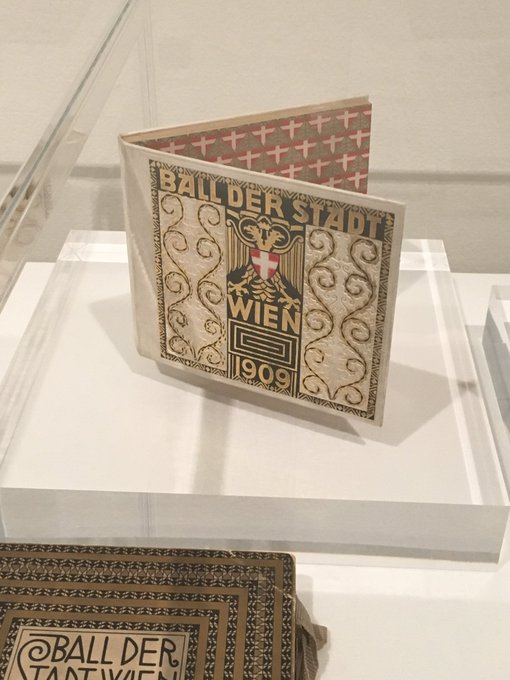 BALL DER STADT
WIEN
1909
BALL DER
STADT WIEN